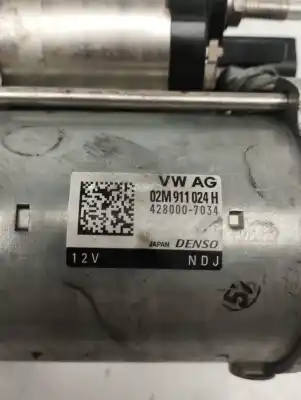 VW AG
02M 911 024 H
428000-7034
JAPAN DENSO
12V NDJ